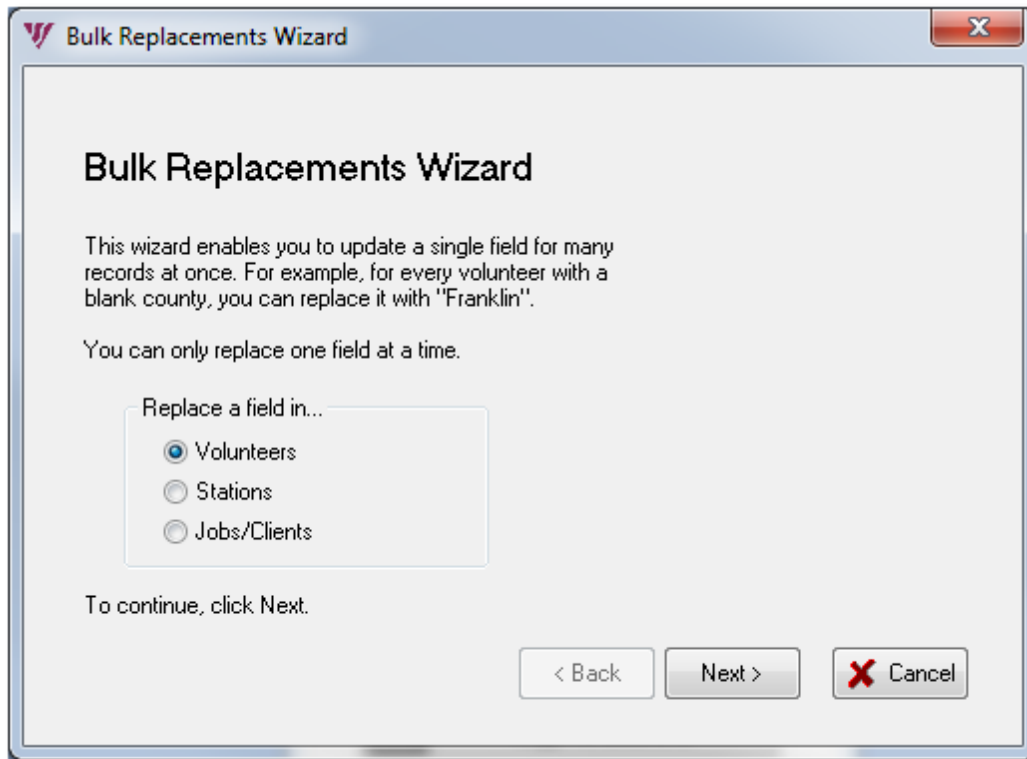 Bulk Replacements Wizard
Bulk Replacements Wizard
This wizard enables you to update a single field for many
records at once. For example, for every volunteer with a
blank county, you can replace it with "Franklin".
You can only replace one field at a time.
Replace a field in...
Volunteers
Stations
Jobs/Clients
To continue, click Next.
< Back Next > Cancel